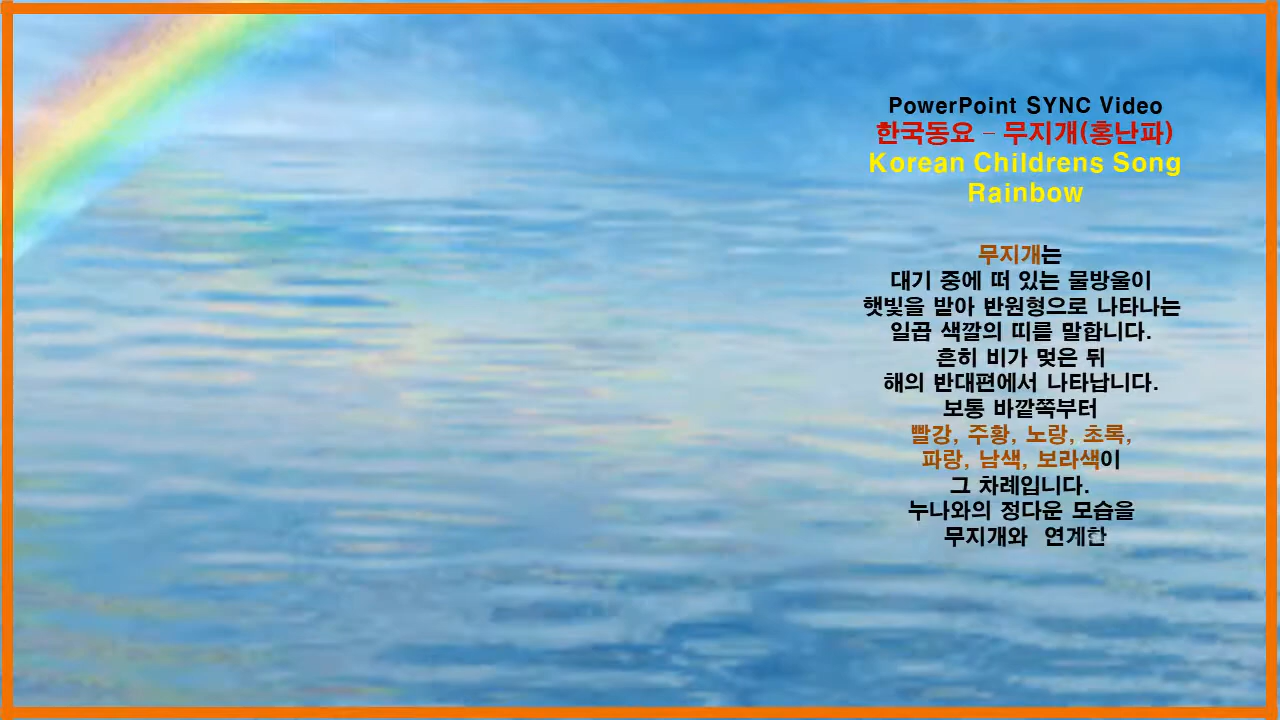 PowerPoint SYNC Video
한국동요 - 무지개(홍난파)
Korean Childrens Song
Rainbow
무지개는
대기 중에 떠 있는 물방울이
햇빛을 받아 반원형으로 나타나는
일곱 색깔의 띠를 말합니다.
흔히 비가 멎은 뒤
해의 반대편에서 나타납니다.
보통 바깥쪽부터
빨강, 주황, 노랑, 초록,
파랑, 남색, 보라색이
그 차례입니다.
누나와의 정다운 모습을
무지개와 연계한